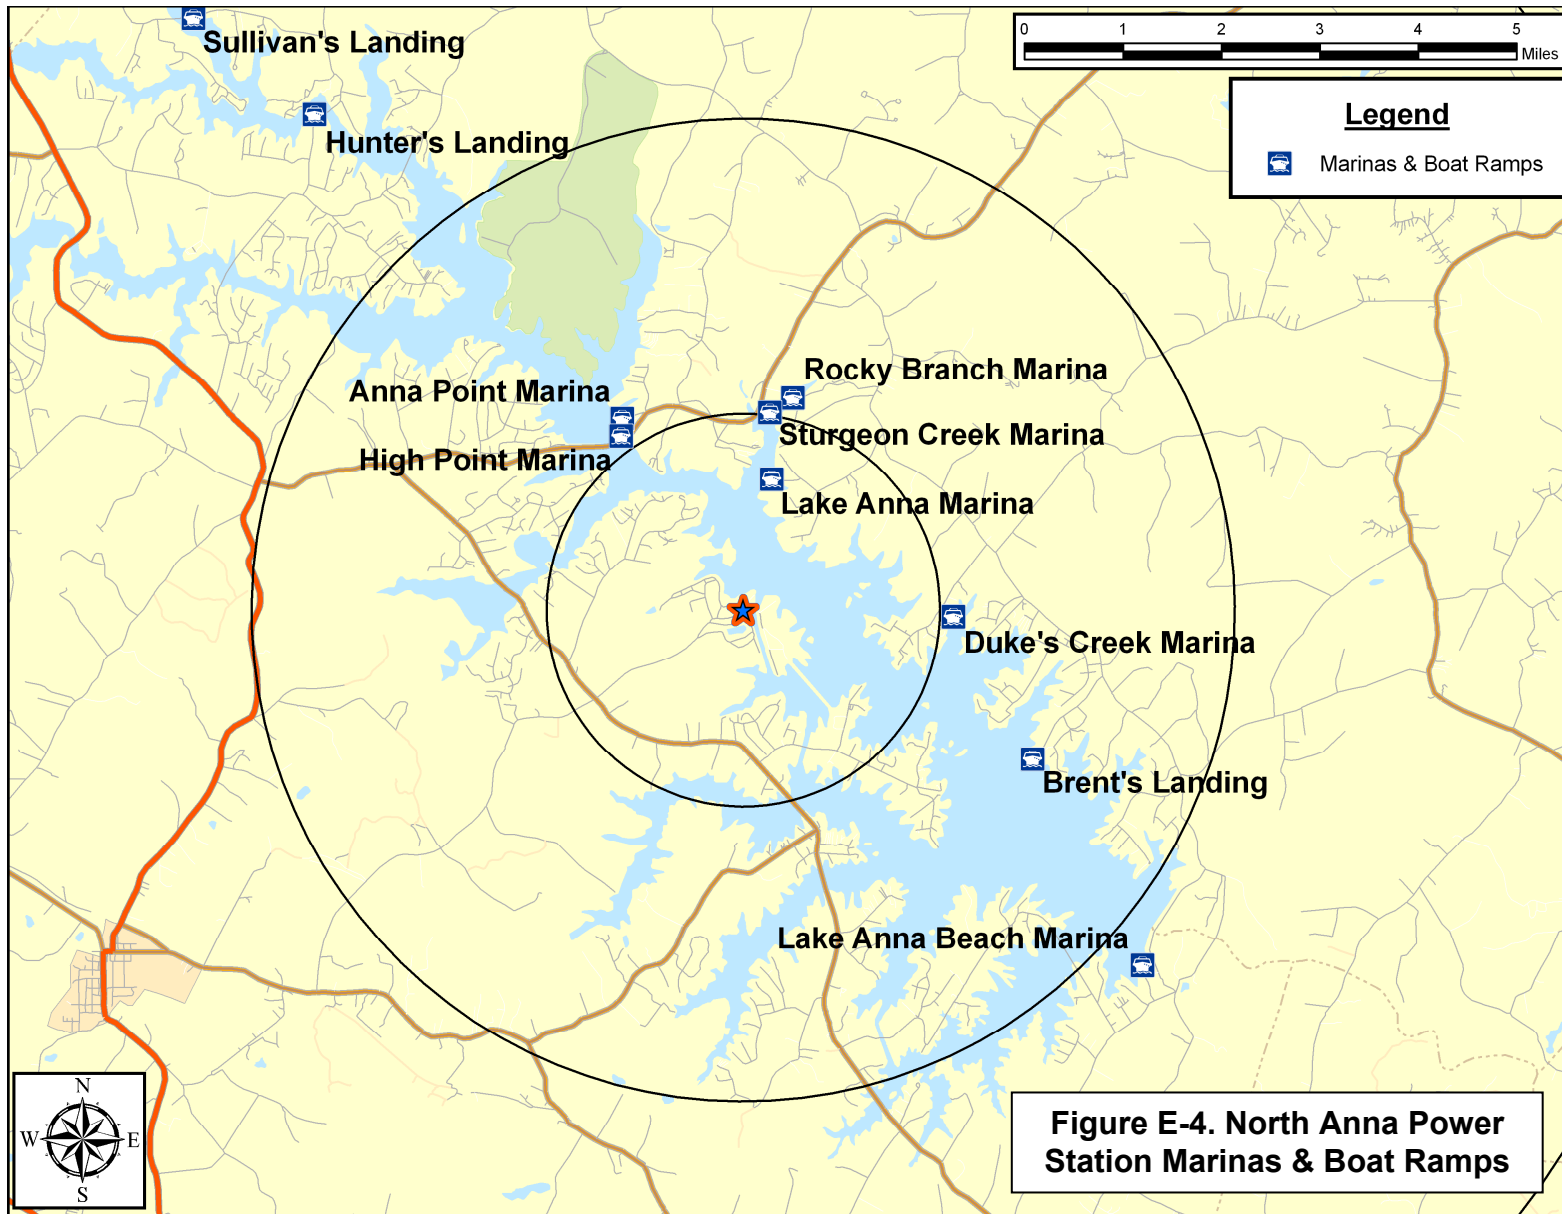 Sullivan's Landing
0 1 2 3 4 5
Miles
Legend
Marinas & Boat Ramps
Hunter's Landing
Rocky Branch Marina
Anna Point Marina
Sturgeon Creek Marina
High Point Marina
Lake Anna Marina
Duke's Creek Marina
Brent's Landing
Lake Anna Beach Marina
N
W E
S
Figure E-4. North Anna Power
Station Marinas & Boat Ramps